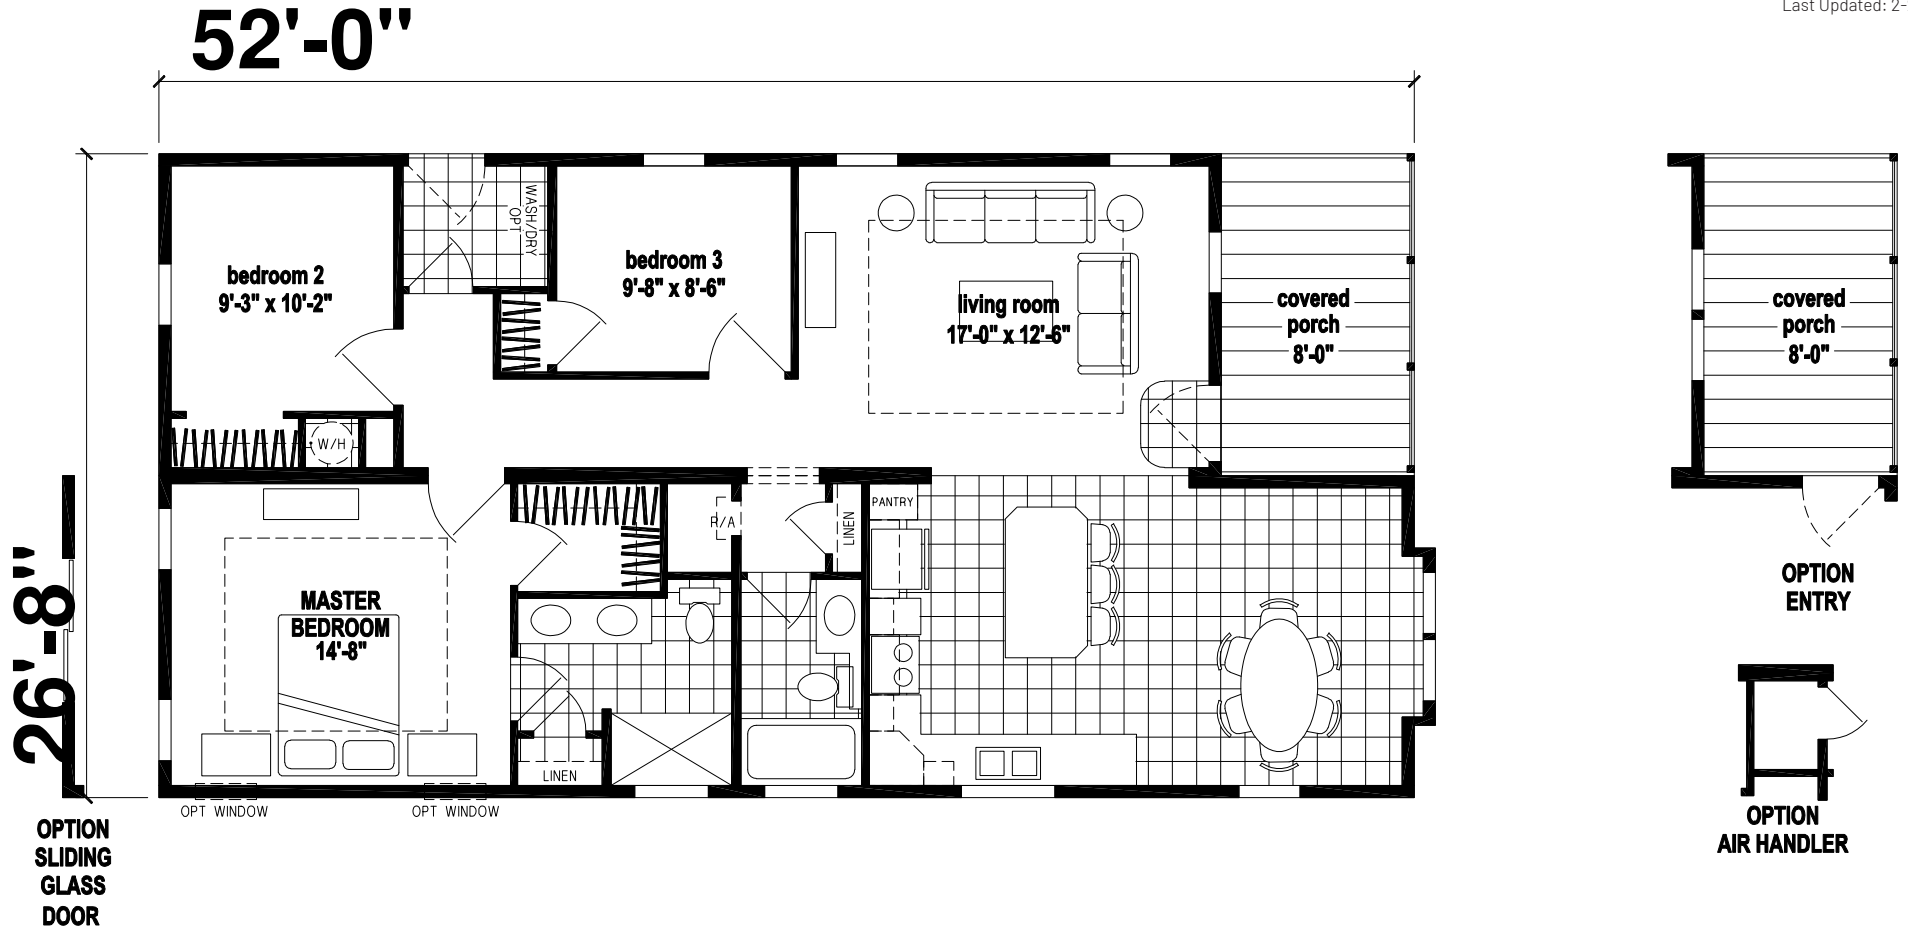 Last Updated: 2-
52'-0"
26'-8"
WASH/DRY
OPT
bedroom 2
9'-3" x 10'-2"
bedroom 3
9'-8" x 8'-6"
living room
17'-0" x 12'-6"
covered
porch
8'-0"
covered
porch
8'-0"
W/H
R/A
LINEN
PANTRY
MASTER
BEDROOM
14'-8"
LINEN
OPT WINDOW
OPT WINDOW
OPTION
SLIDING
GLASS
DOOR
OPTION
ENTRY
OPTION
AIR HANDLER